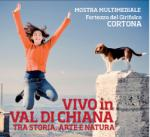 MOSTRA MULTIMEDIALE
Fortezza del Girifalco
CORTONA
VIVO in
VAL DI CHIANA
TRA STORIA, ARTE E NATURA